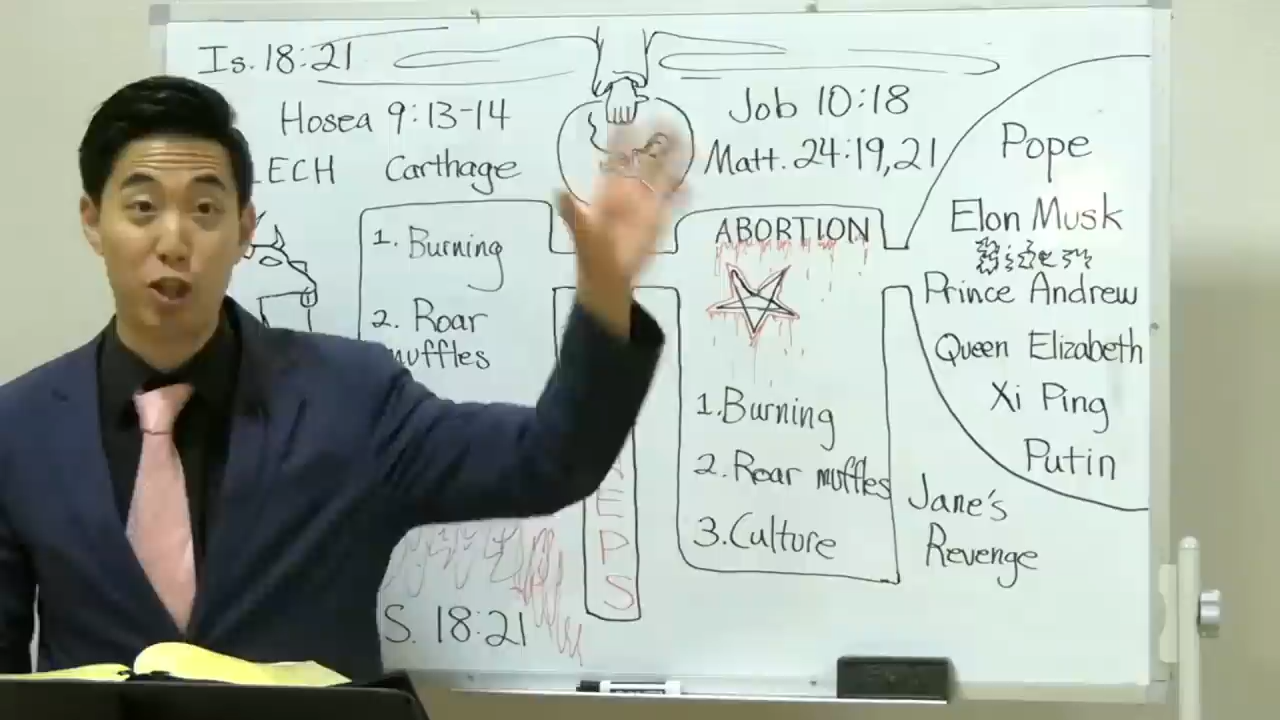 Is. 18:21
Hosea 9:13-14
LECH Carthage
1. Burning
2. Roar
muffles
S. 18:21
E
P
S
Job 10:18
Matt. 24:19,21
ABORTION
1. Burning
2. Roar muffles
3. Culture
Pope
Elon Musk
Prince Andrew
Queen Elizabeth
Xi Ping
Putin
Jane's
Revenge